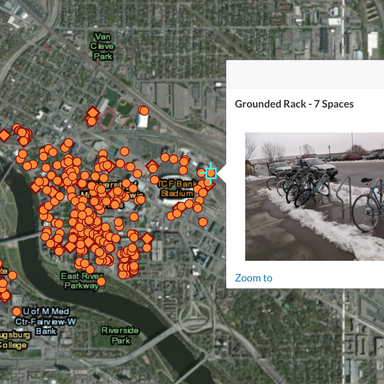 Van
Cleve
Park
Grounded Rack - 7 Spaces
TCF Bank
Stadium
East River
Parkway
Zoom to
U of M Med
Ctr-Fairview-W
Bank
Riverside
Park
ugsburg
College